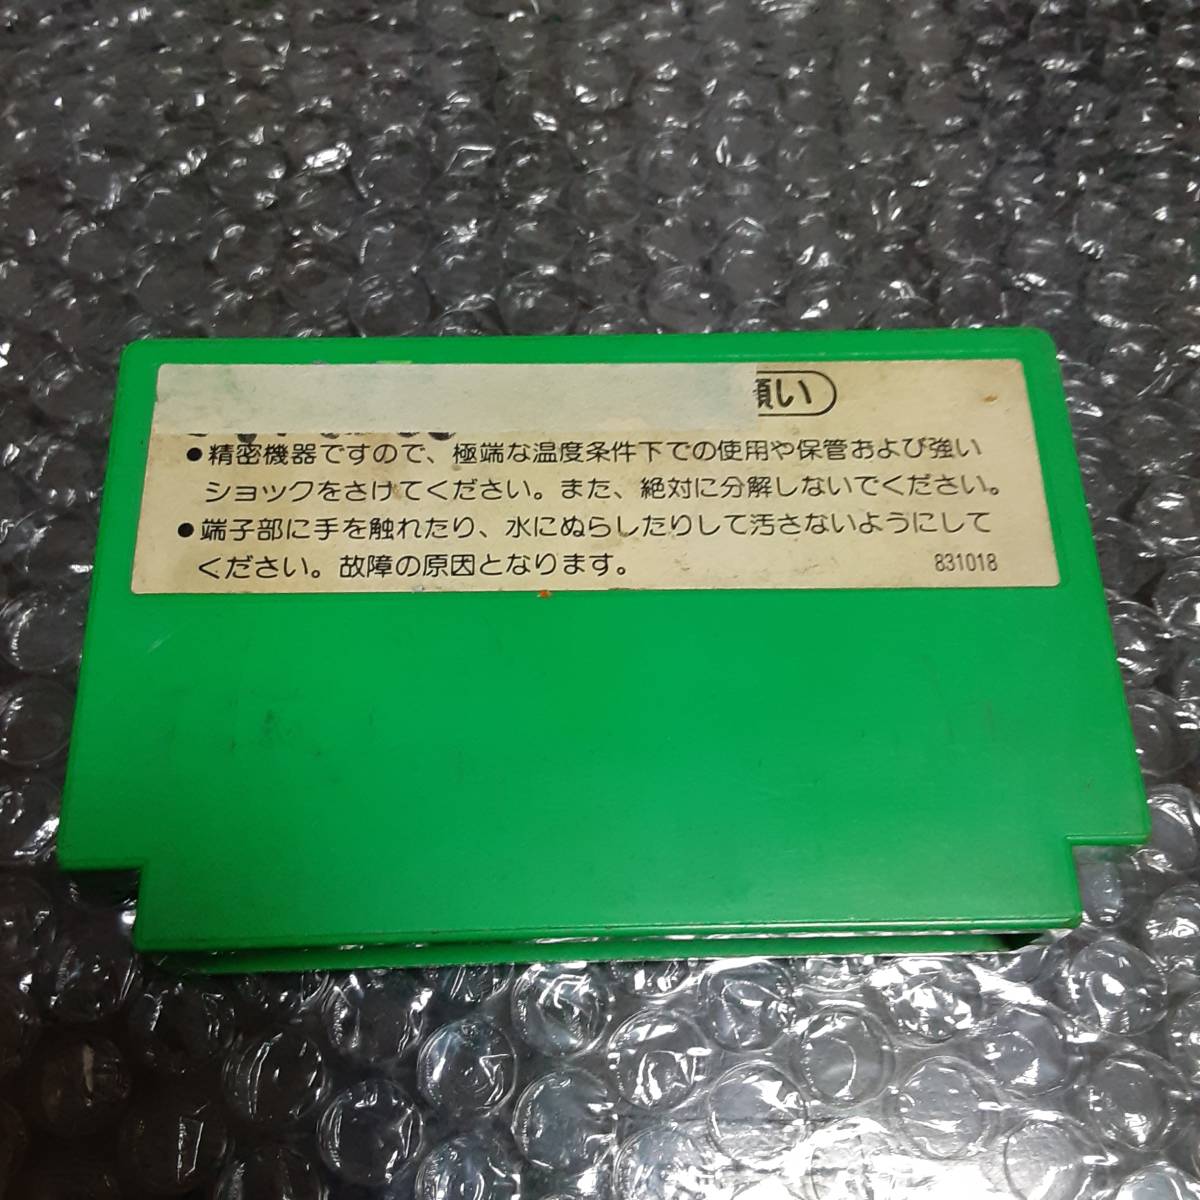 願い
●精密機器ですので、極端な温度条件下での使用や保管および強い
ショックをさけてください。また、絶対に分解しないでください。
●端子部に手を触れたり、水にぬらしたりして汚さないようにして
ください。故障の原因となります。
831018